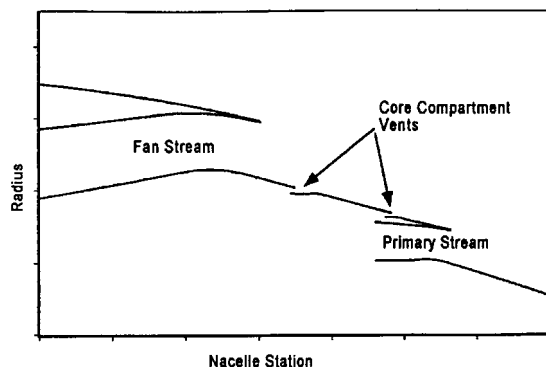 Core Compartment
Vents
Fan Stream
Radius
Primary Stream
Nacelle Station